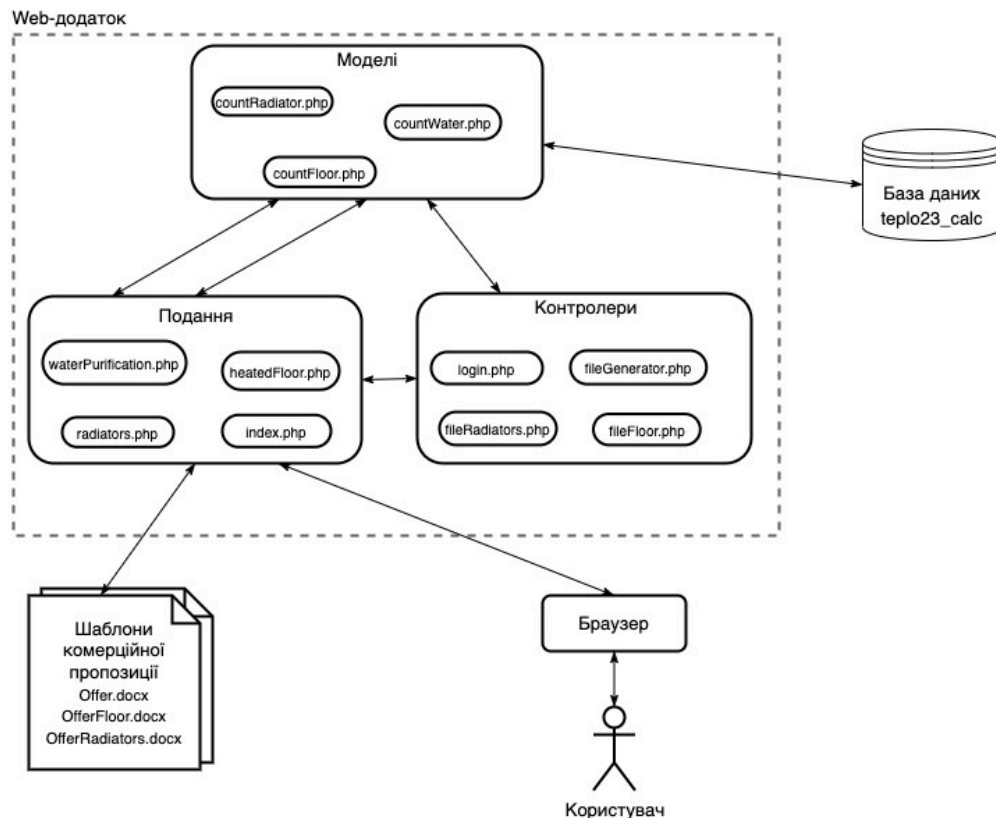 Web-додаток
Моделі
countRadiator.php
countWater.php
countFloor.php
База даних
teplo23_calc
Подання
waterPurification.php
heatedFloor.php
radiators.php
index.php
Контролери
login.php
fileGenerator.php
fileRadiators.php
fileFloor.php
Шаблони
комерційної
пропозиції
Offer.docx
OfferFloor.docx
OfferRadiators.docx
Браузер
Користувач